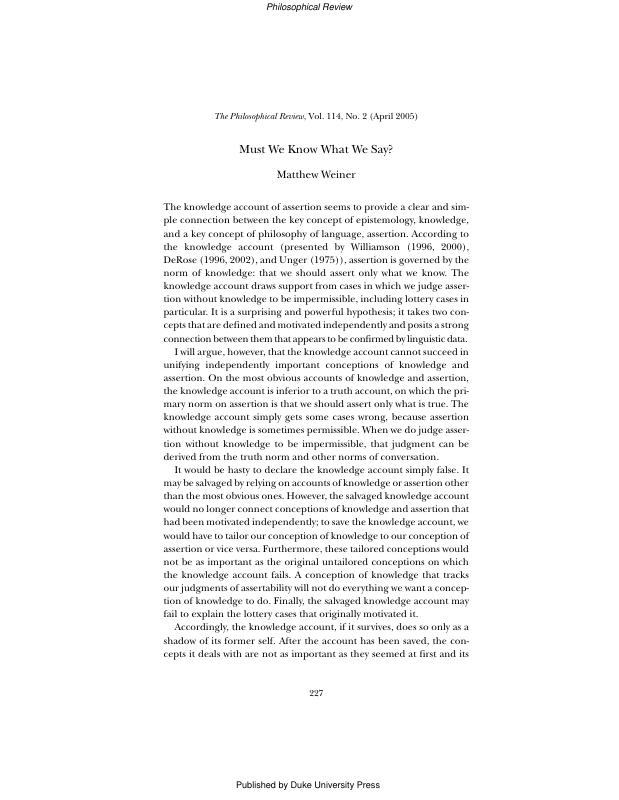 Philosophical Review
The Philosophical Review, Vol. 114, No. 2 (April 2005)
Must We Know What We Say?
Matthew Weiner
The knowledge account of assertion seems to provide a clear and sim-
ple connection between the key concept of epistemology, knowledge,
and a key concept of philosophy of language, assertion. According to
the knowledge account (presented by Williamson (1996, 2000),
DeRose (1996, 2002), and Unger (1975)), assertion is governed by the
norm of knowledge: that we should assert only what we know. The
knowledge account draws support from cases in which we judge asser-
tion without knowledge to be impermissible, including lottery cases in
particular. It is a surprising and powerful hypothesis; it takes two con-
cepts that are defined and motivated independently and posits a strong
connection between them that appears to be confirmed by linguistic data.
I will argue, however, that the knowledge account cannot succeed in
unifying independently important conceptions of knowledge and
assertion. On the most obvious accounts of knowledge and assertion,
the knowledge account is inferior to a truth account, on which the pri-
mary norm on assertion is that we should assert only what is true. The
knowledge account simply gets some cases wrong, because assertion
without knowledge is sometimes permissible. When we do judge asser-
tion without knowledge to be impermissible, that judgment can be
derived from the truth norm and other norms of conversation.
It would be hasty to declare the knowledge account simply false. It
may be salvaged by relying on accounts of knowledge or assertion other
than the most obvious ones. However, the salvaged knowledge account
would no longer connect conceptions of knowledge and assertion that
had been motivated independently; to save the knowledge account, we
would have to tailor our conception of knowledge to our conception of
assertion or vice versa. Furthermore, these tailored conceptions would
not be as important as the original untailored conceptions on which
the knowledge account fails. A conception of knowledge that tracks
our judgments of assertability will not do everything we want a concep-
tion of knowledge to do. Finally, the salvaged knowledge account may
fail to explain the lottery cases that originally motivated it.
Accordingly, the knowledge account, if it survives, does so only as a
shadow of its former self. After the account has been saved, the con-
cepts it deals with are not as important as they seemed at first and its
227
Published by Duke University Press